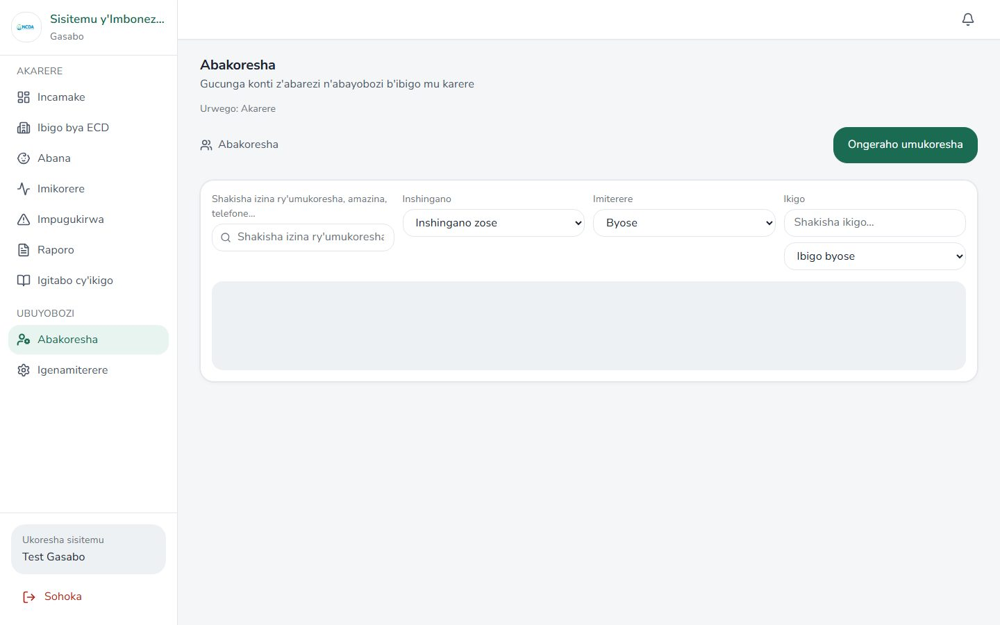 NCDA
Sisitemu y'Imbonez...
Gasabo
AKARERE
Incamake
Ibigo bya ECD
Abana
Imikorere
Impugukirwa
Raporo
Igitabo cy'ikigo
UBUYOBOZI
Abakoresha
Igenamiterere
Ukoresha sisitemu
Test Gasabo
Sohoka
Abakoresha
Gucunga konti z'abarezi n'abayobozi b'ibigo mu karere
Urwego: Akarere
Abakoresha
Ongeraho umukoresha
Shakisha izina ry'umukoresha, amazina,
telefone...
Shakisha izina ry'umukoresha
Inshingano
Inshingano zose
Imiterere
Byose
Ikigo
Shakisha ikigo...
Ibigo byose